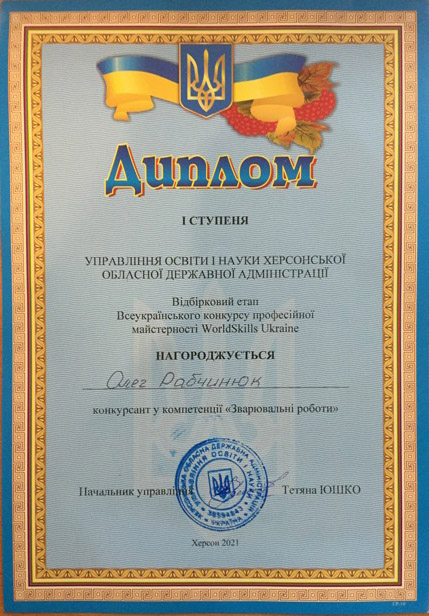 Диплом
І СТУПЕНЯ
УПРАВЛІННЯ ОСВІТИ І НАУКИ ХЕРСОНСЬКОЇ
ОБЛАСНОЇ ДЕРЖАВНОЇ АДМІНІСТРАЦІЇ
Відбірковий етап
Всеукраїнського конкурсу професійної
майстерності WorldSkills Ukraine
НАГОРОДЖУЄТЬСЯ
Олег Рабчинюк
конкурсант у компетенції «Зварювальні роботи»
Начальник управління Тетяна ЮШКО
Херсон 2021